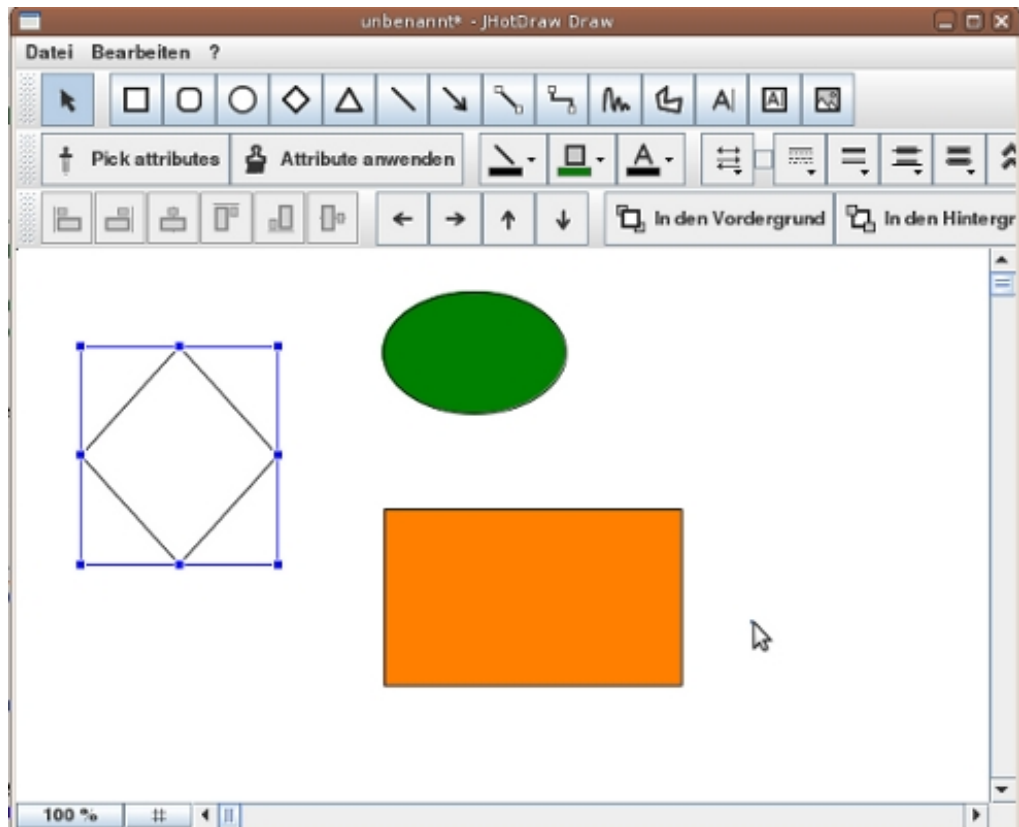 unbenannt* - JHotDraw Draw
Datei Bearbeiten ?
A A
Pick attributes Attribute anwenden A
In den Vordergrund In den Hintergr
100 %